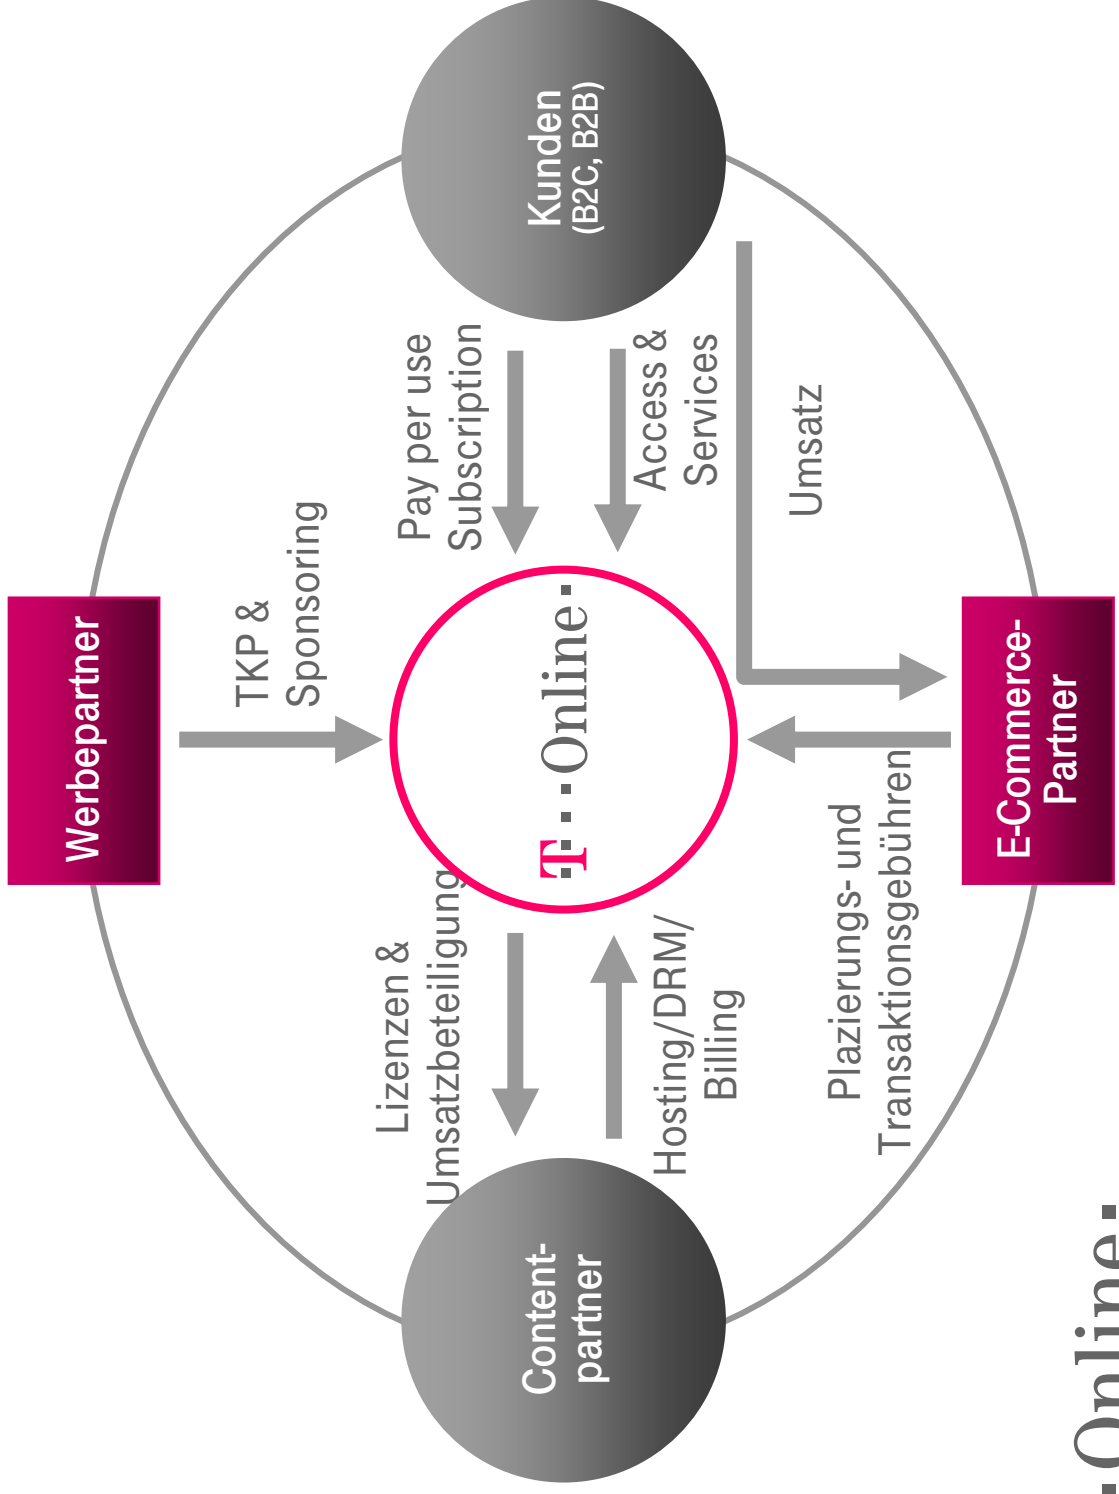 Werbepartner
TKP &
Sponsoring
Lizenzen &
Umsatzbeteiligung
Pay per use
Subscription
Content-
partner
T··Online·
Kunden
(B2C, B2B)
Hosting/DRM/
Billing
Access &
Services
Plazierungs- und
Transaktionsgebühren
Umsatz
E-Commerce-
Partner
·Online·